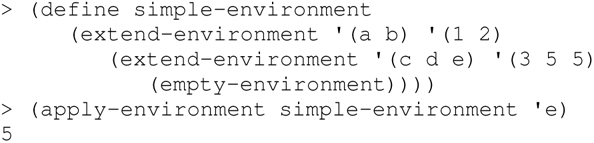 > (define simple-environment
(extend-environment '(a b) '(1 2)
(extend-environment '(c d e) '(3 5 5)
(empty-environment))))
> (apply-environment simple-environment 'e)
5